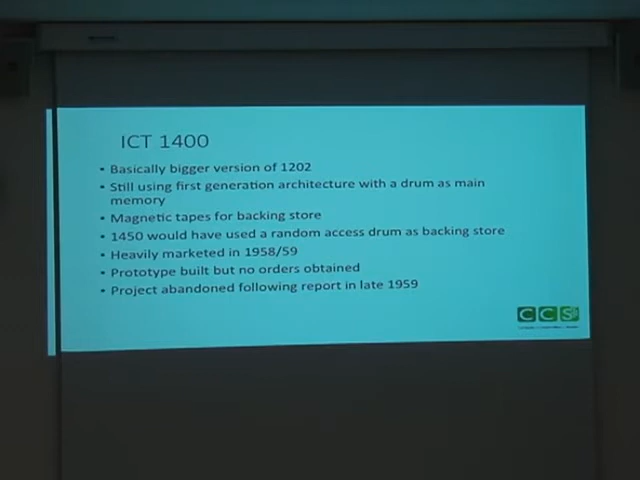 ICT 1400
• Basically bigger version of 1202
• Still using first generation architecture with a drum as main
memory
• Magnetic tapes for backing store
• 1450 would have used a random access drum as backing store
• Heavily marketed in 1958/59
• Prototype built but no orders obtained
• Project abandoned following report in late 1959
CCS